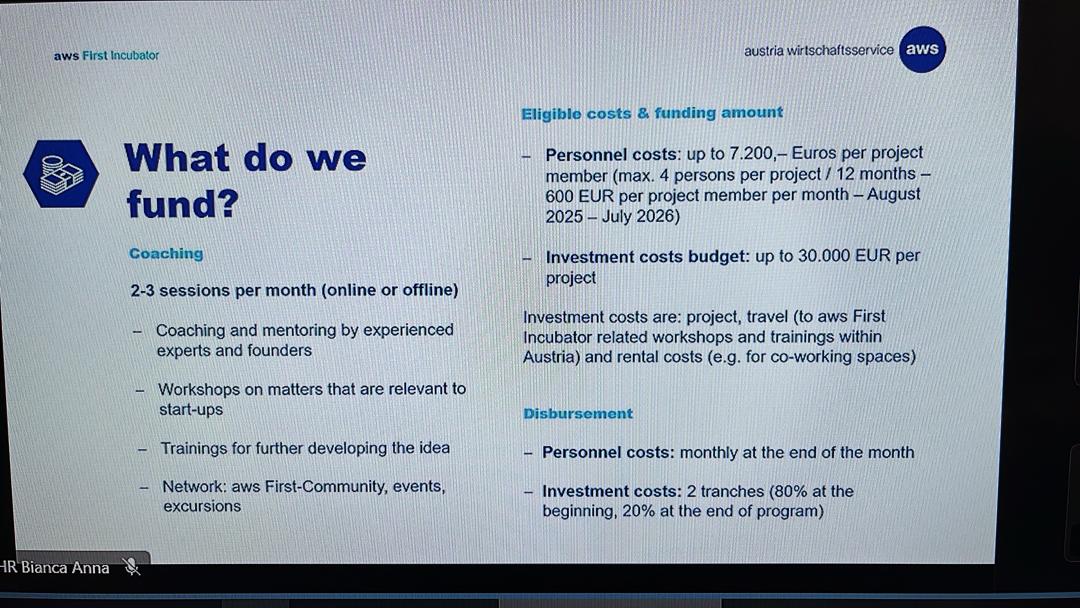 aws First Incubator
austria wirtschaftsservice aws
What do we
fund?
Coaching
2-3 sessions per month (online or offline)
– Coaching and mentoring by experienced
experts and founders
– Workshops on matters that are relevant to
start-ups
– Trainings for further developing the idea
– Network: aws First-Community, events,
excursions
Eligible costs & funding amount
– Personnel costs: up to 7.200,– Euros per project
member (max. 4 persons per project / 12 months –
600 EUR per project member per month – August
2025 – July 2026)
– Investment costs budget: up to 30.000 EUR per
project
Investment costs are: project, travel (to aws First
Incubator related workshops and trainings within
Austria) and rental costs (e.g. for co-working spaces)
Disbursement
– Personnel costs: monthly at the end of the month
– Investment costs: 2 tranches (80% at the
beginning, 20% at the end of program)
HR Bianca Anna